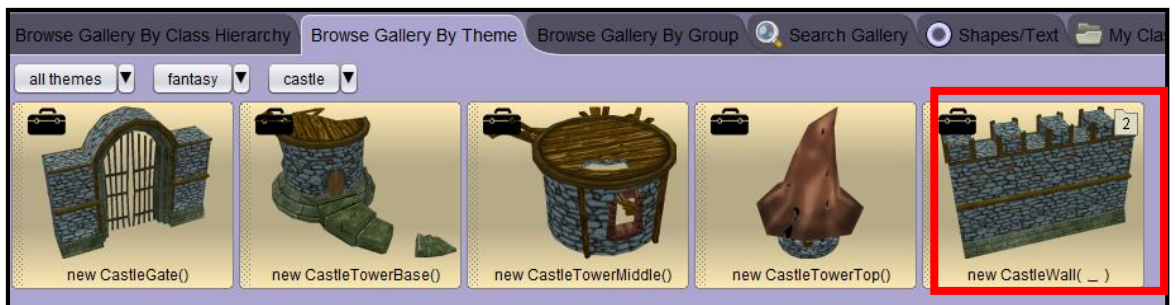 Browse Gallery By Class Hierarchy Browse Gallery By Theme Browse Gallery By Group Search Gallery Shapes/Text My Clas
all themes fantasy castle
2
new CastleGate() new CastleTowerBase() new CastleTowerMiddle() new CastleTowerTop() new CastleWall( _ )